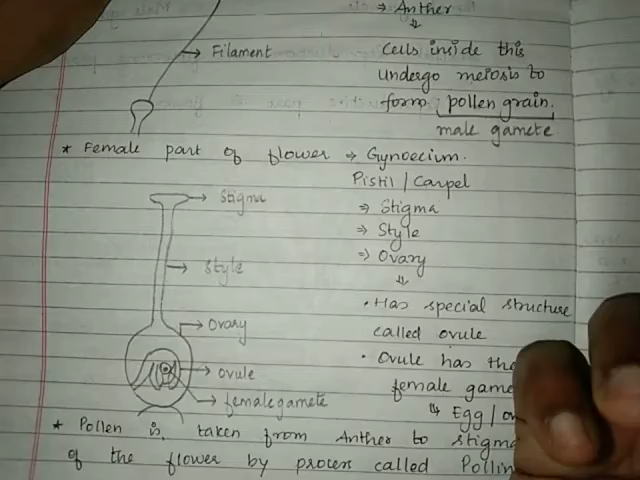 ⇒ Anther
⇓
→ Filament
Cells inside this
undergo meiosis to
form pollen grain.
male gamete
* Female part of flower → Gynoecium.
Pistil / Carpel
⇒ Stigma
⇒ Style
⇒ Ovary
⇓
→ stigma
→ style
→ ovary
→ ovule
→ female gamete
• Has special structure
called ovule
• Ovule has the
female game
↳ Egg / o
* Pollen is taken from Anther to stigma
of the flower by process called Pollin